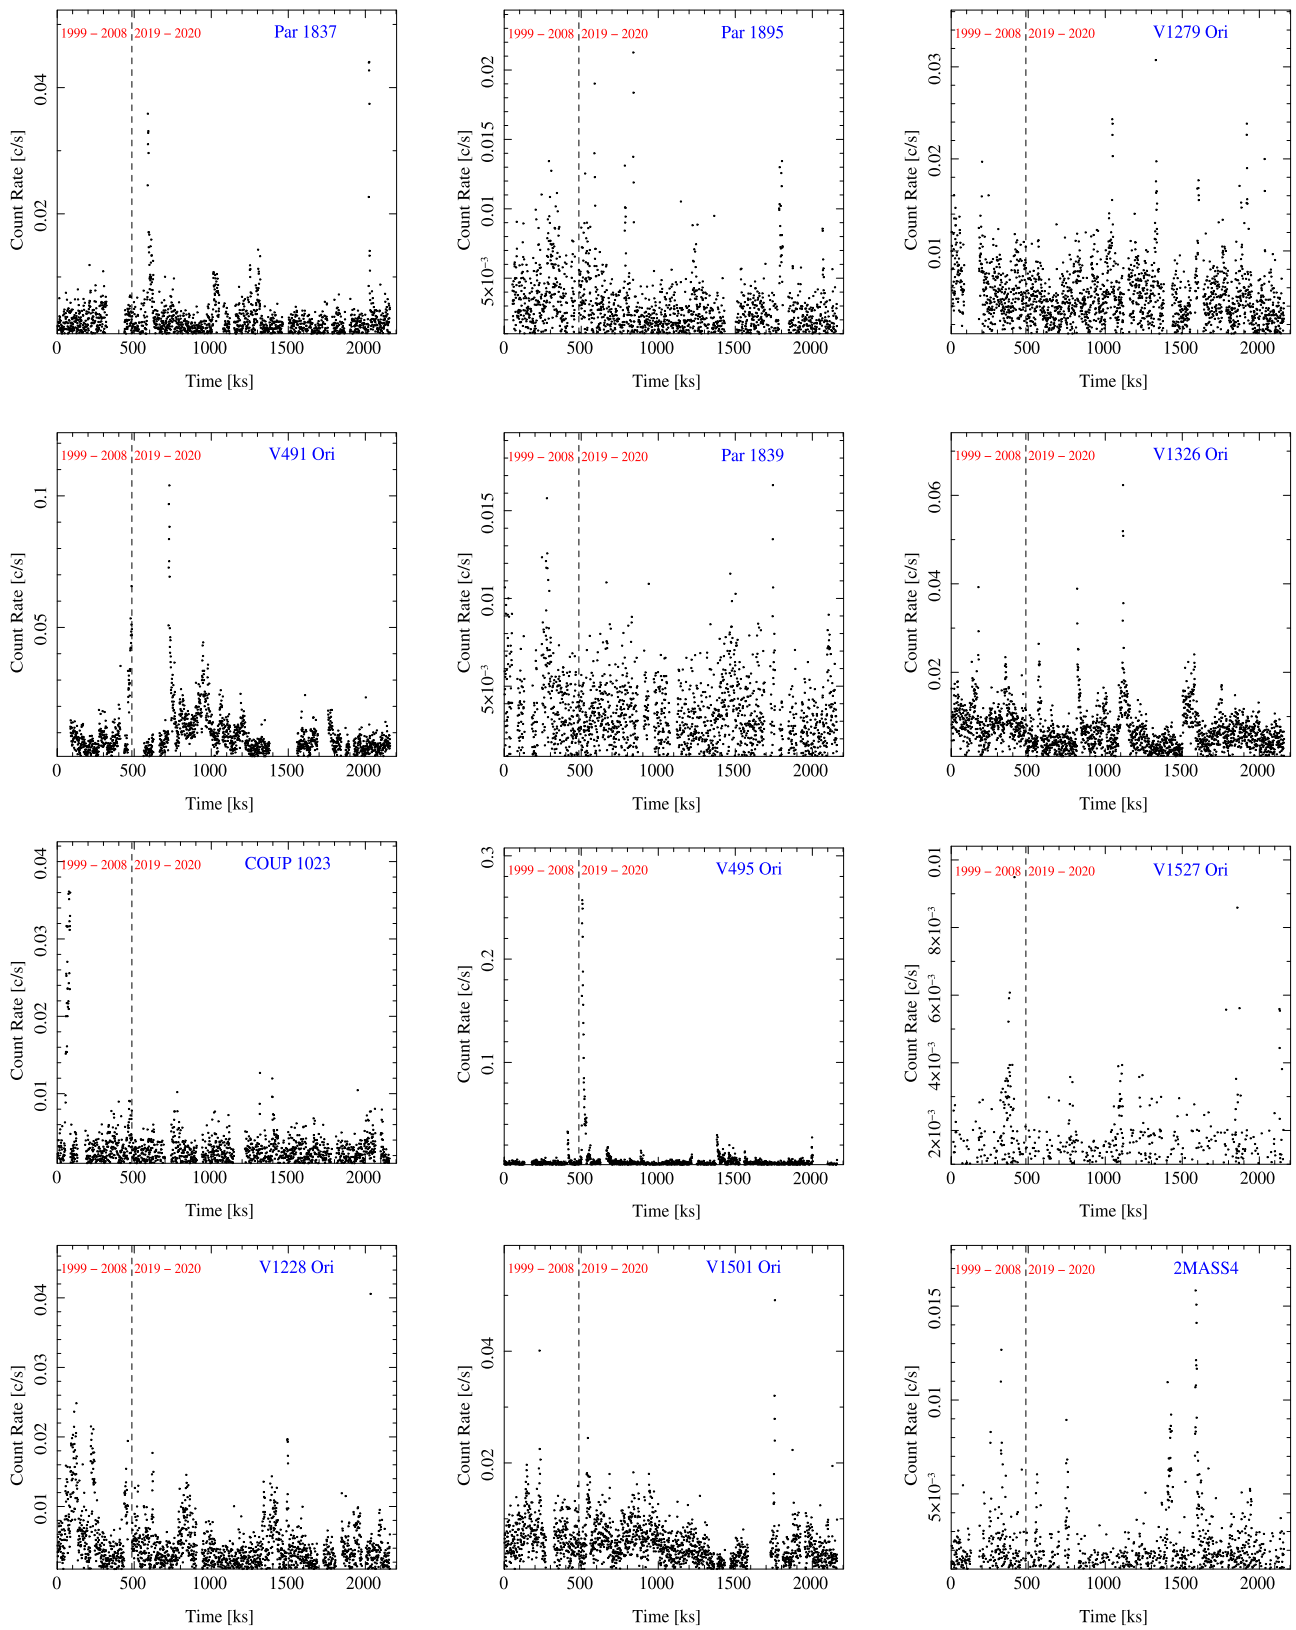 1999 – 2008 2019 – 2020 Par 1837
Count Rate [c/s]
0.02 0.04
0 500 1000 1500 2000
Time [ks]
1999 – 2008 2019 – 2020 Par 1895
Count Rate [c/s]
5×10⁻³ 0.01 0.015 0.02
0 500 1000 1500 2000
Time [ks]
1999 – 2008 2019 – 2020 V1279 Ori
Count Rate [c/s]
0.01 0.02 0.03
0 500 1000 1500 2000
Time [ks]
1999 – 2008 2019 – 2020 V491 Ori
Count Rate [c/s]
0.05 0.1
0 500 1000 1500 2000
Time [ks]
1999 – 2008 2019 – 2020 Par 1839
Count Rate [c/s]
5×10⁻³ 0.01 0.015
0 500 1000 1500 2000
Time [ks]
1999 – 2008 2019 – 2020 V1326 Ori
Count Rate [c/s]
0.02 0.04 0.06
0 500 1000 1500 2000
Time [ks]
1999 – 2008 2019 – 2020 COUP 1023
Count Rate [c/s]
0.01 0.02 0.03 0.04
0 500 1000 1500 2000
Time [ks]
1999 – 2008 2019 – 2020 V495 Ori
Count Rate [c/s]
0.1 0.2 0.3
0 500 1000 1500 2000
Time [ks]
1999 – 2008 2019 – 2020 V1527 Ori
Count Rate [c/s]
2×10⁻³ 4×10⁻³ 6×10⁻³ 8×10⁻³ 0.01
0 500 1000 1500 2000
Time [ks]
1999 – 2008 2019 – 2020 V1228 Ori
Count Rate [c/s]
0.01 0.02 0.03 0.04
0 500 1000 1500 2000
Time [ks]
1999 – 2008 2019 – 2020 V1501 Ori
Count Rate [c/s]
0.02 0.04
0 500 1000 1500 2000
Time [ks]
1999 – 2008 2019 – 2020 2MASS4
Count Rate [c/s]
5×10⁻³ 0.01 0.015
0 500 1000 1500 2000
Time [ks]